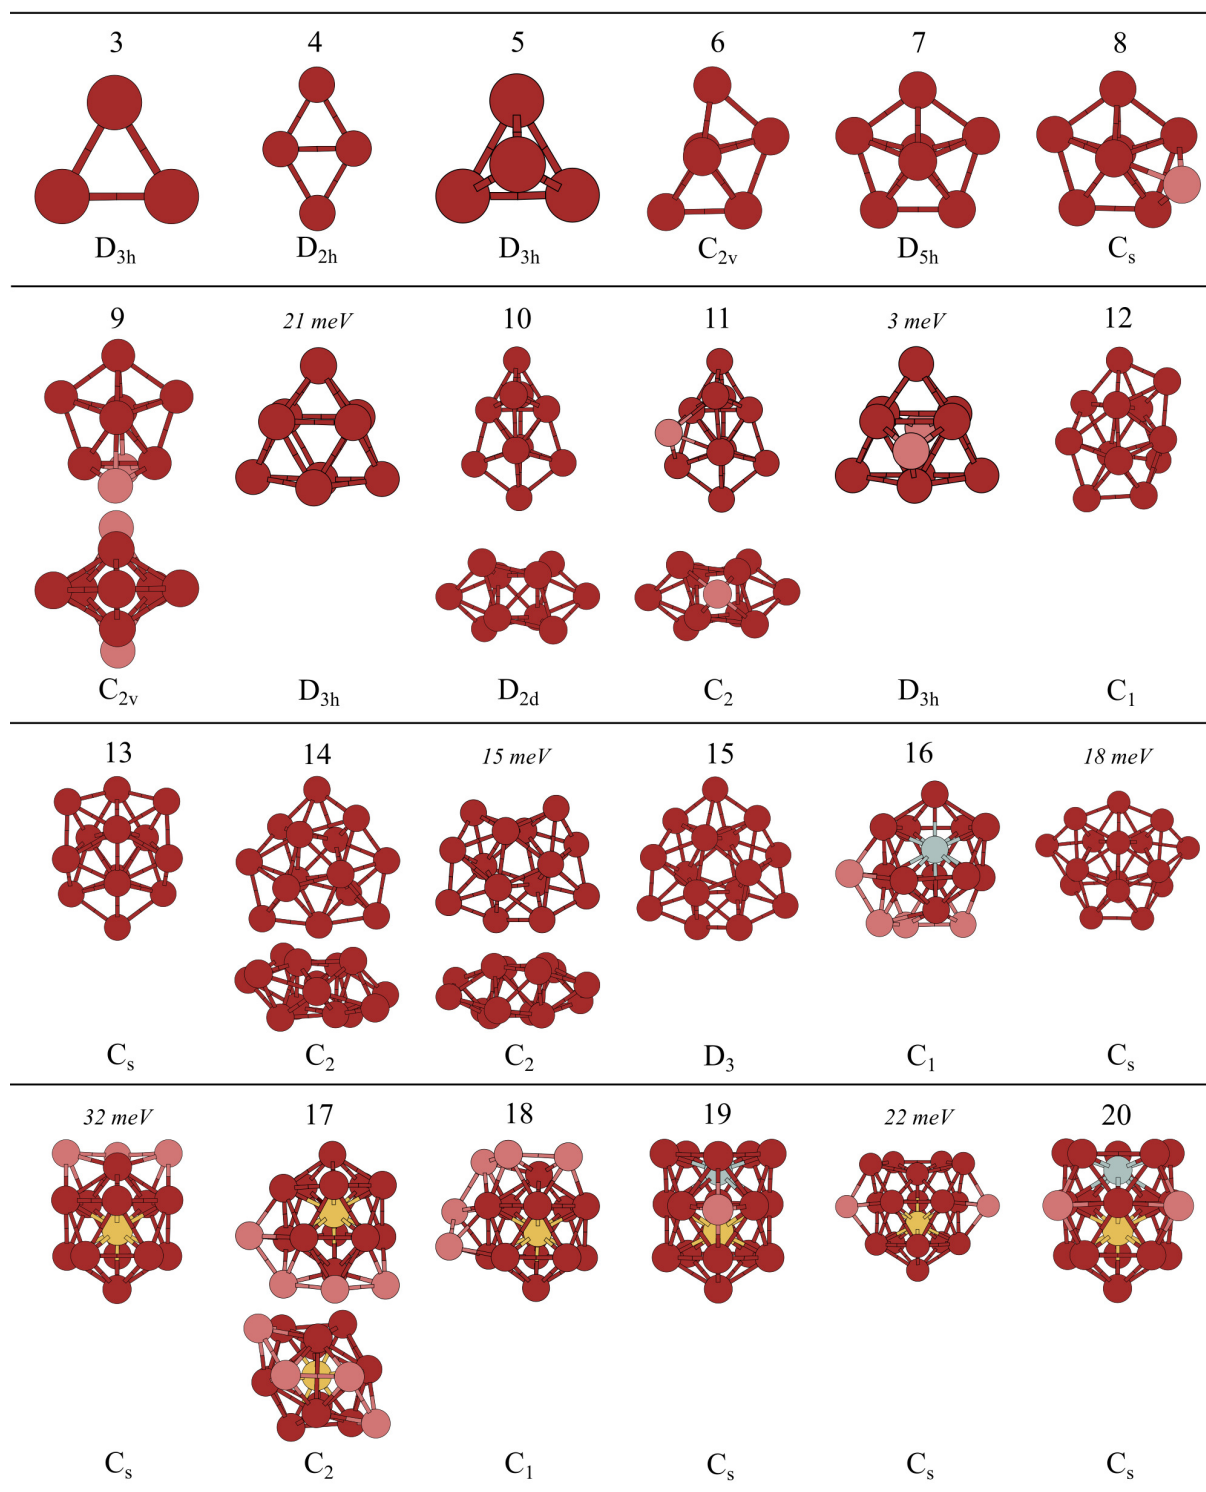 3 4 5 6 7 8
D3h D2h D3h C2v D5h Cs
9 21 meV 10 11 3 meV 12
C2v D3h D2d C2 D3h C1
13 14 15 meV 15 16 18 meV
Cs C2 C2 D3 C1 Cs
32 meV 17 18 19 22 meV 20
Cs C2 C1 Cs Cs Cs